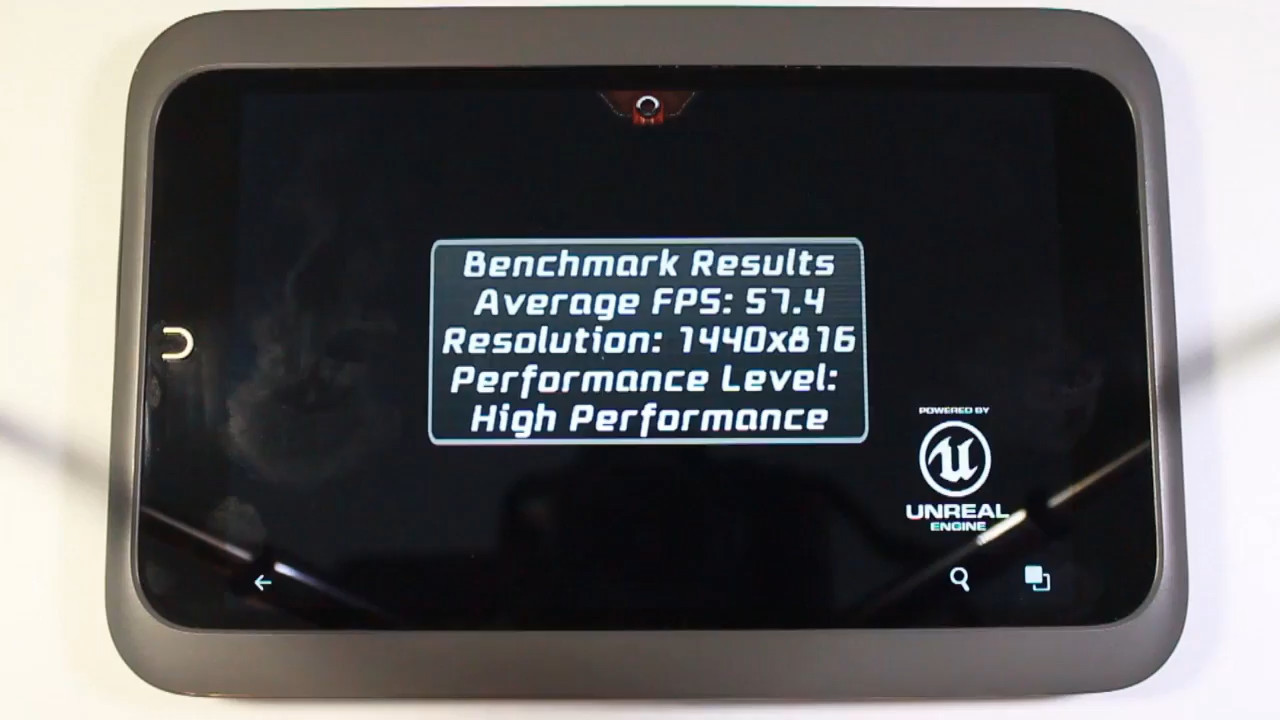 Benchmark Results
Average FPS: 57.4
Resolution: 1440x816
Performance Level:
High Performance
POWERED BY
UNREAL
ENGINE